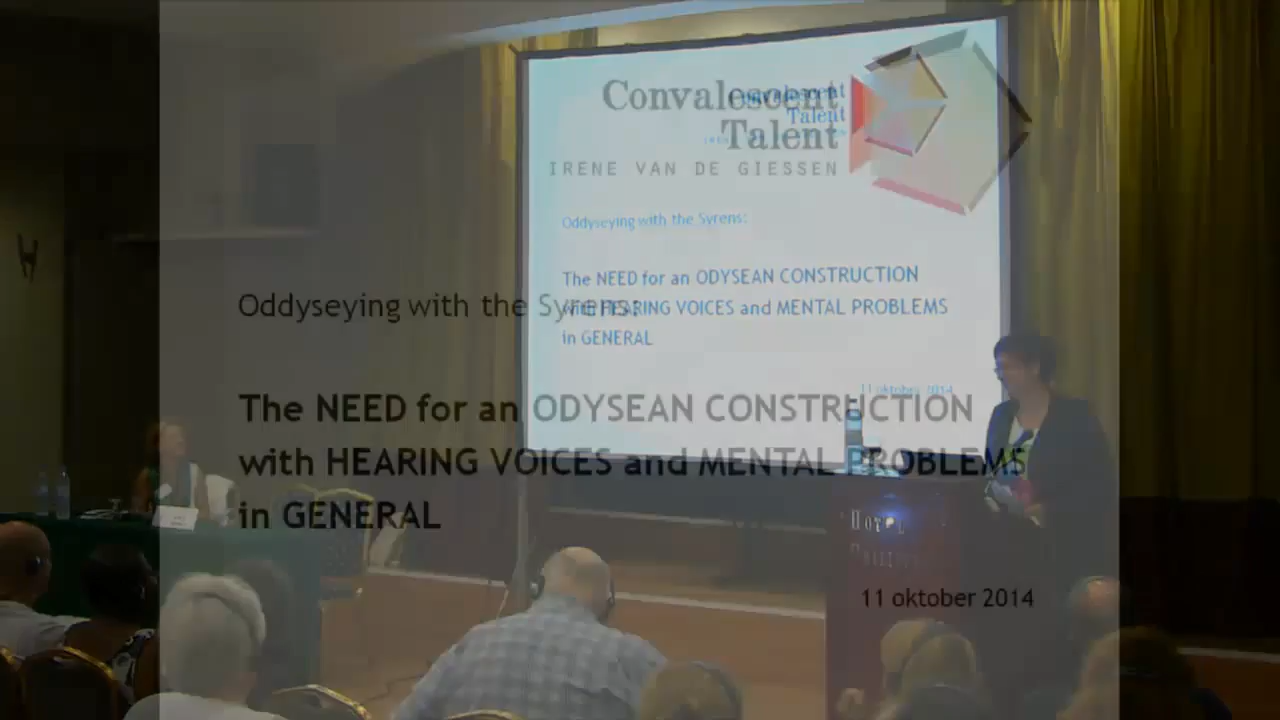 Convalescent
Talent
IRENE VAN DE GIESSEN
Convalescent
Talent
Oddyseying with the Syrens:
The NEED for an ODYSEAN CONSTRUCTION
with HEARING VOICES and MENTAL PROBLEMS
in GENERAL
11 oktober 2014
Oddyseying with the Syrens:
The NEED for an ODYSEAN CONSTRUCTION
with HEARING VOICES and MENTAL PROBLEMS
in GENERAL
11 oktober 2014